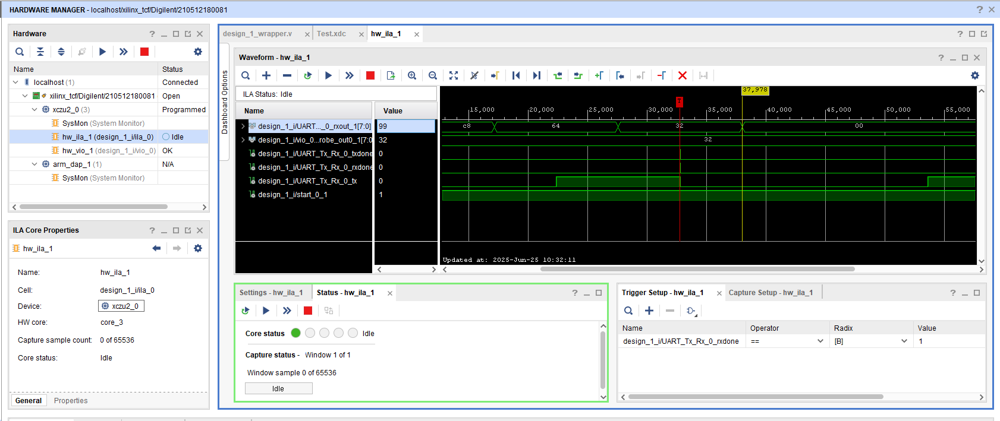 HARDWARE MANAGER - localhost/xilinx_tcf/Digilent/210512180081
Hardware
Name Status
localhost (1) Connected
xilinx_tcf/Digilent/210512180081 Open
xczu2_0 (3) Programmed
SysMon (System Monitor)
hw_ila_1 (design_1_i/ila_0) Idle
hw_vio_1 (design_1_i/vio_0) OK
arm_dap_1 (1) N/A
SysMon (System Monitor)
ILA Core Properties
hw_ila_1
Name: hw_ila_1
Cell: design_1_i/ila_0
Device: xczu2_0
HW core: core_3
Capture sample count: 0 of 65536
Core status: Idle
General Properties
design_1_wrapper.v Test.xdc hw_ila_1
Dashboard Options
Waveform - hw_ila_1
ILA Status: Idle
Name Value
design_1_i/UART..._0_rxout_1[7:0] 99
design_1_i/vio_0...robe_out0_1[7:0 32
design_1_i/UART_Tx_Rx_0_txdone 0
design_1_i/UART_Tx_Rx_0_rxdone 0
design_1_i/UART_Tx_Rx_0_tx 0
design_1_i/start_0_1 1
37,978
T
15,000 20,000 25,000 30,000 35,000 40,000 45,000 50,000 55,000
c8 64 32 00
32
Updated at: 2025-Jun-25 10:32:11
Settings - hw_ila_1 Status - hw_ila_1
Core status Idle
Capture status - Window 1 of 1
Window sample 0 of 65536
Idle
Trigger Setup - hw_ila_1 Capture Setup - hw_ila_1
Name Operator Radix Value
design_1_i/UART_Tx_Rx_0_rxdone == [B] 1